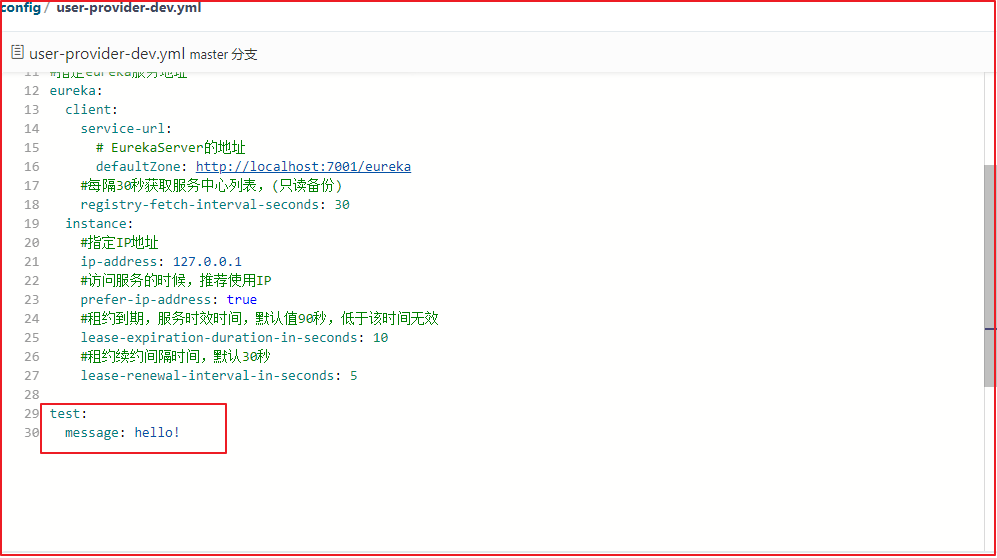 config / user-provider-dev.yml
user-provider-dev.yml master 分支
11 #指定eureka服务地址
12 eureka:
13 client:
14 service-url:
15 # EurekaServer的地址
16 defaultZone: http://localhost:7001/eureka
17 #每隔30秒获取服务中心列表，(只读备份)
18 registry-fetch-interval-seconds: 30
19 instance:
20 #指定IP地址
21 ip-address: 127.0.0.1
22 #访问服务的时候，推荐使用IP
23 prefer-ip-address: true
24 #租约到期，服务时效时间，默认值90秒，低于该时间无效
25 lease-expiration-duration-in-seconds: 10
26 #租约续约间隔时间，默认30秒
27 lease-renewal-interval-in-seconds: 5
28
29 test:
30 message: hello!